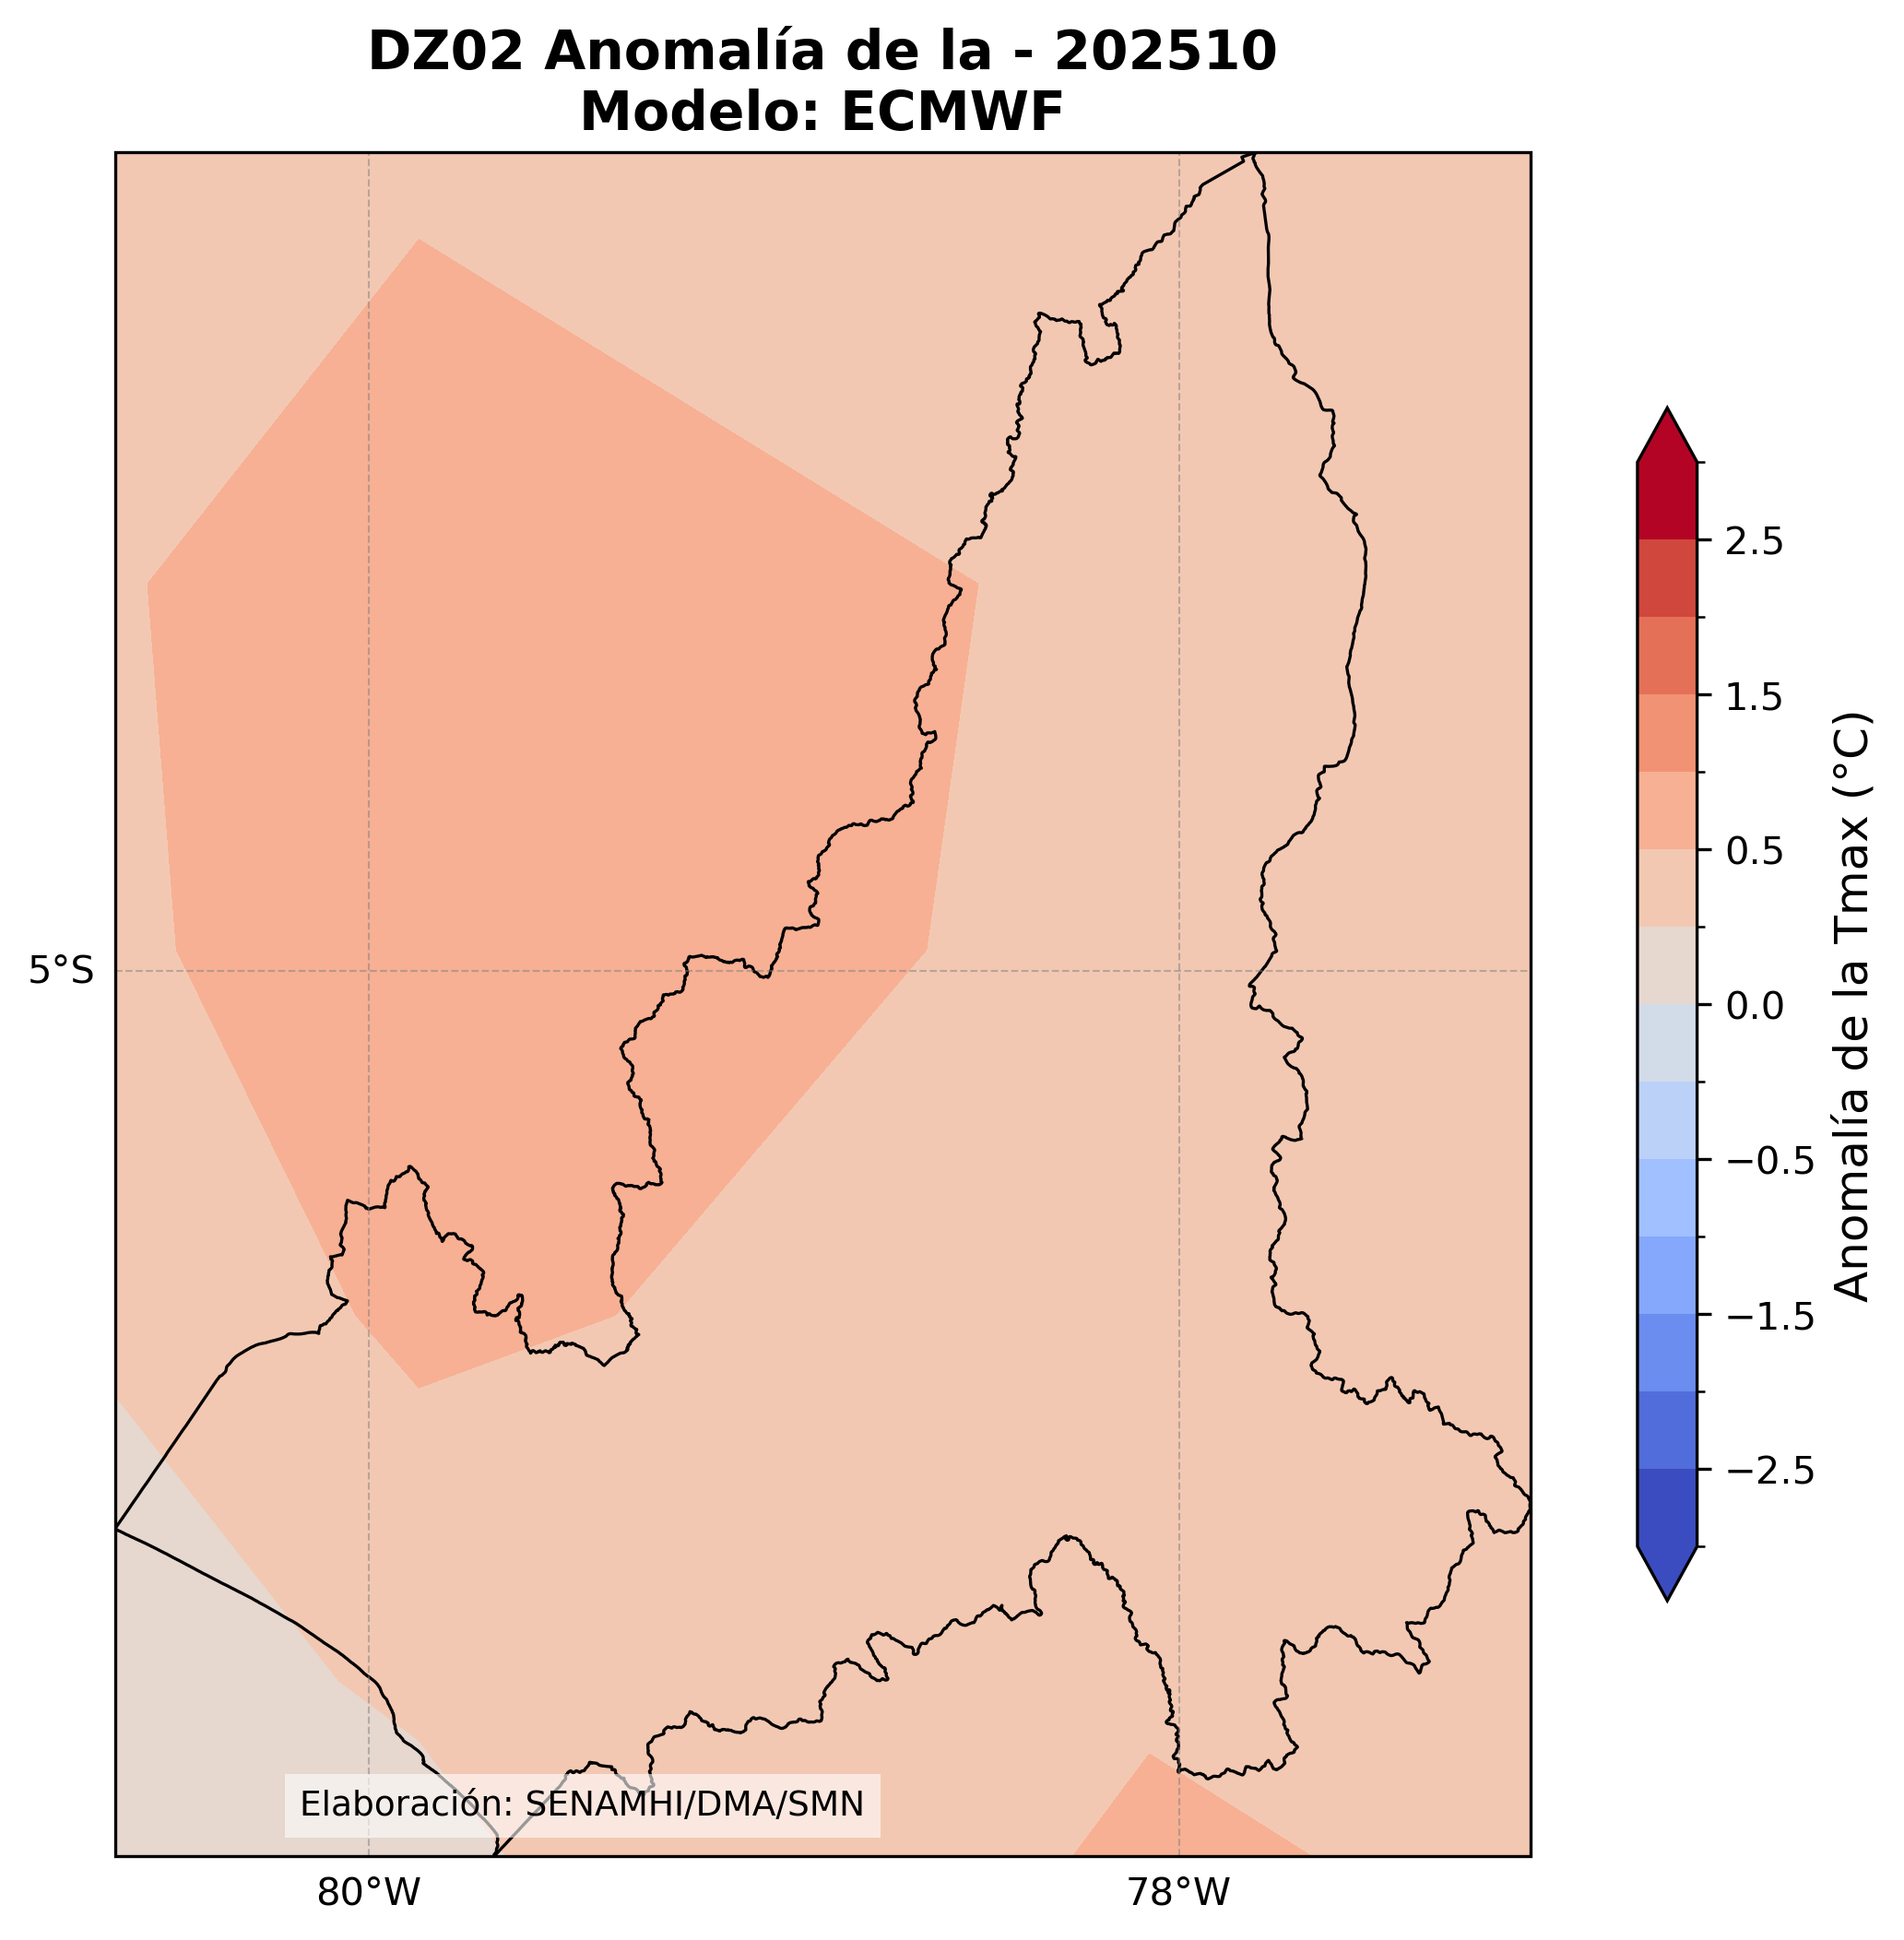 DZ02 Anomalía de la - 202510
Modelo: ECMWF
2.5
1.5
0.5
0.0
−0.5
−1.5
−2.5
Anomalía de la Tmax (°C)
5°S
Elaboración: SENAMHI/DMA/SMN
80°W
78°W